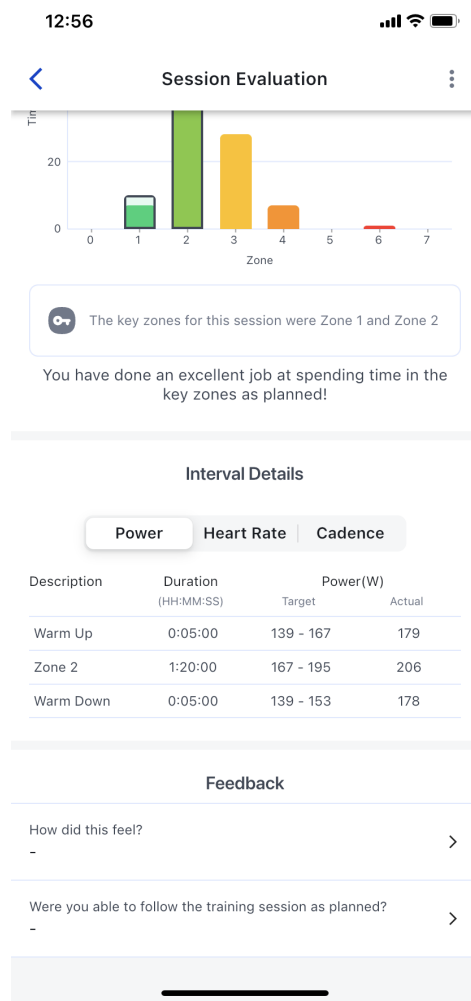 12:56
Session Evaluation
20
0
0 1 2 3 4 5 6 7
Zone
The key zones for this session were Zone 1 and Zone 2
You have done an excellent job at spending time in the
key zones as planned!
Interval Details
Power Heart Rate Cadence
Description Duration Power(W)
(HH:MM:SS) Target Actual
Warm Up 0:05:00 139 - 167 179
Zone 2 1:20:00 167 - 195 206
Warm Down 0:05:00 139 - 153 178
Feedback
How did this feel?
-
Were you able to follow the training session as planned?
-